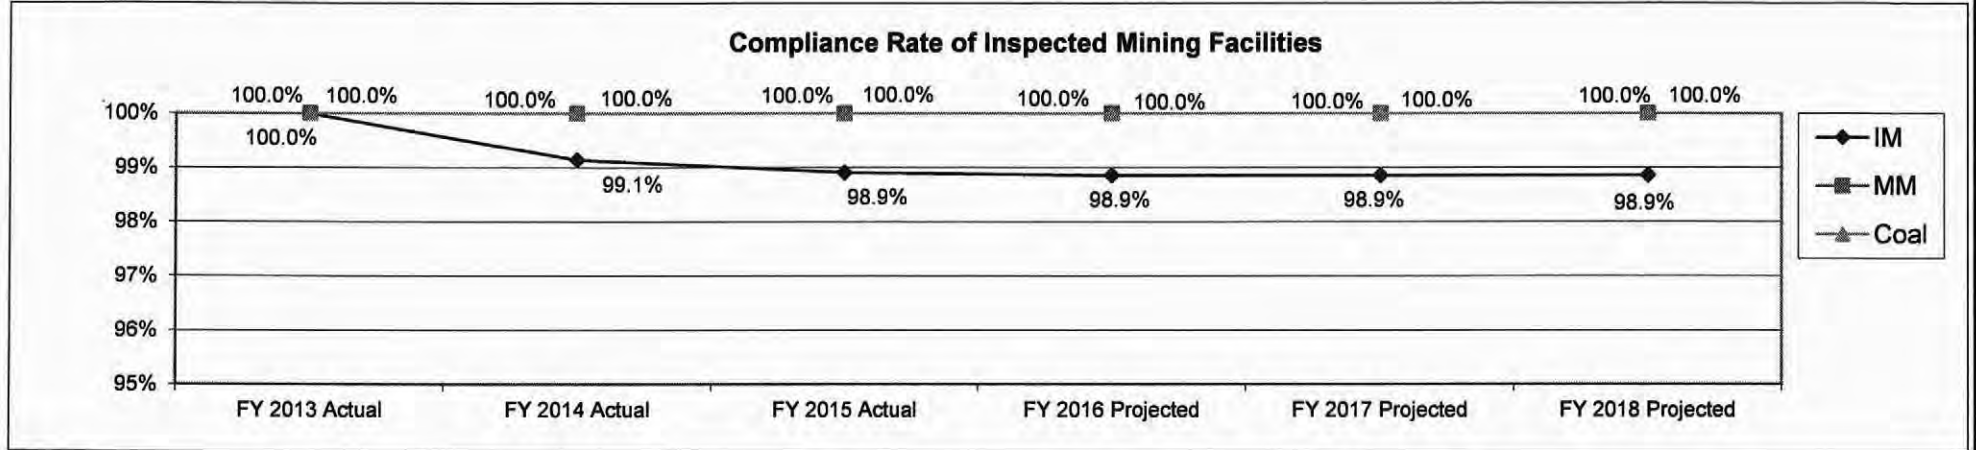 Compliance Rate of Inspected Mining Facilities
100.0% 100.0% 100.0% 100.0% 100.0% 100.0% 100.0% 100.0% 100.0% 100.0% 100.0% 100.0%
100%
100.0%
IM
99%
99.1% 98.9% 98.9% 98.9% 98.9%
MM
98%
Coal
97%
96%
95%
FY 2013 Actual FY 2014 Actual FY 2015 Actual FY 2016 Projected FY 2017 Projected FY 2018 Projected